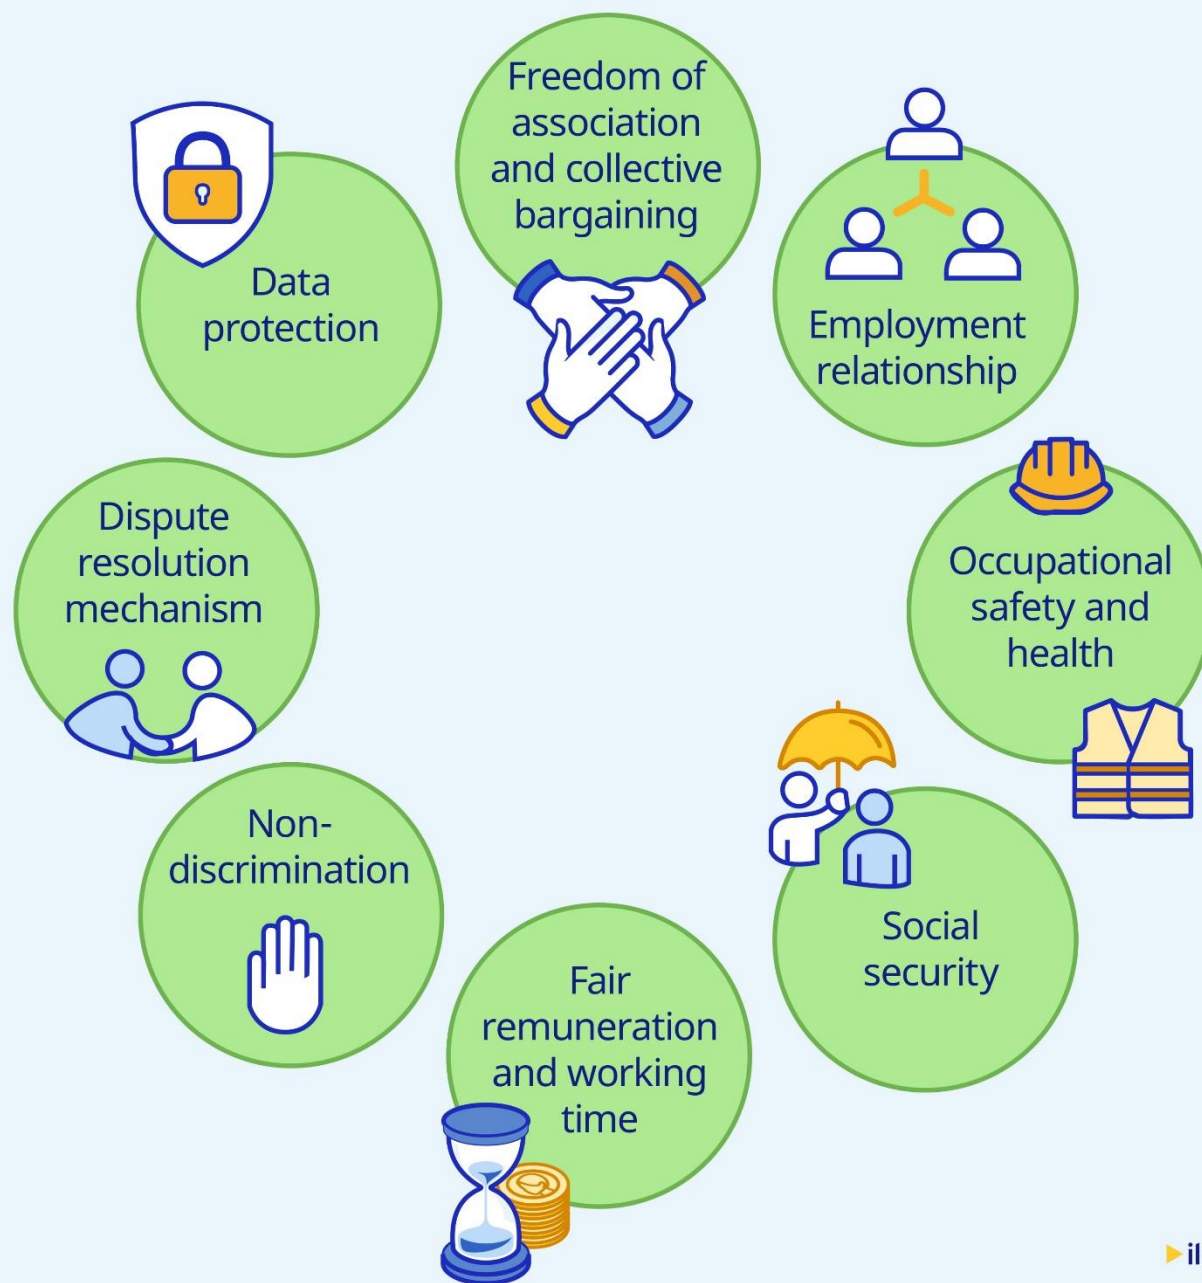 Freedom of
association
and collective
bargaining
Employment
relationship
Occupational
safety and
health
Social
security
Fair
remuneration
and working
time
Non-
discrimination
Dispute
resolution
mechanism
Data
protection